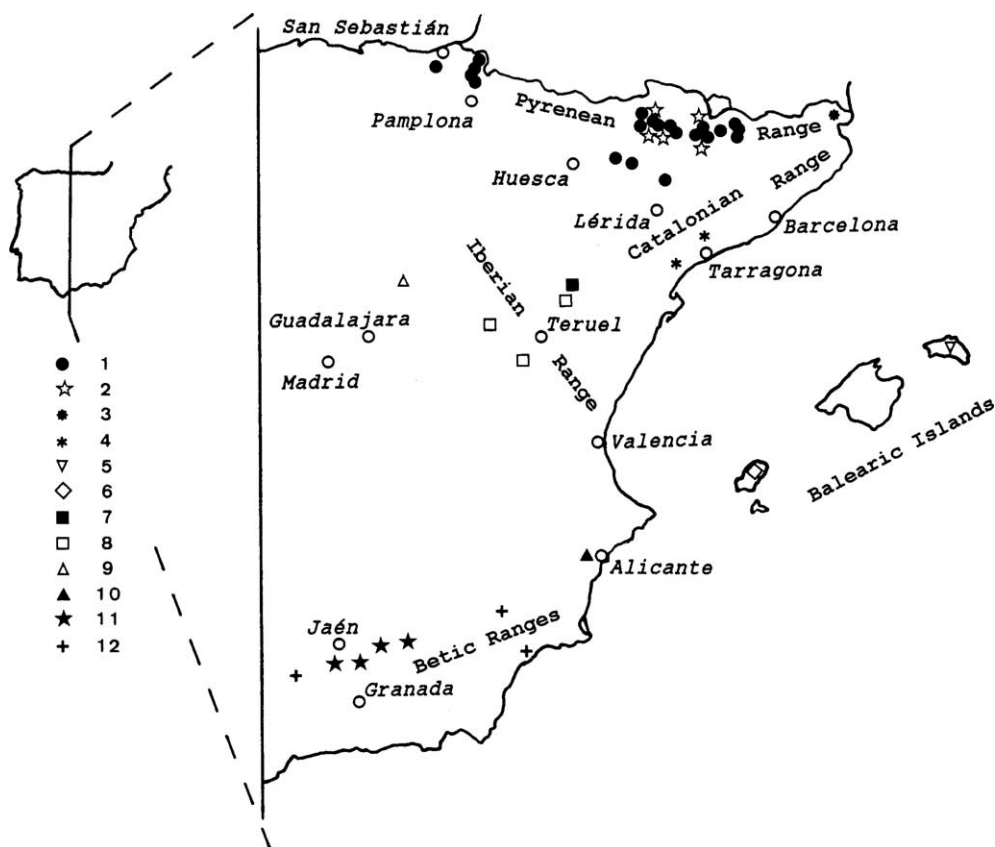 San Sebastián
Pamplona
Pyrenean
Range
Huesca
Range
Catalonian
Lérida
Barcelona
Tarragona
Iberian
Range
Guadalajara
Teruel
Madrid
Valencia
Balearic Islands
Alicante
Jaén
Betic Ranges
Granada
1
2
3
4
5
6
7
8
9
10
11
12